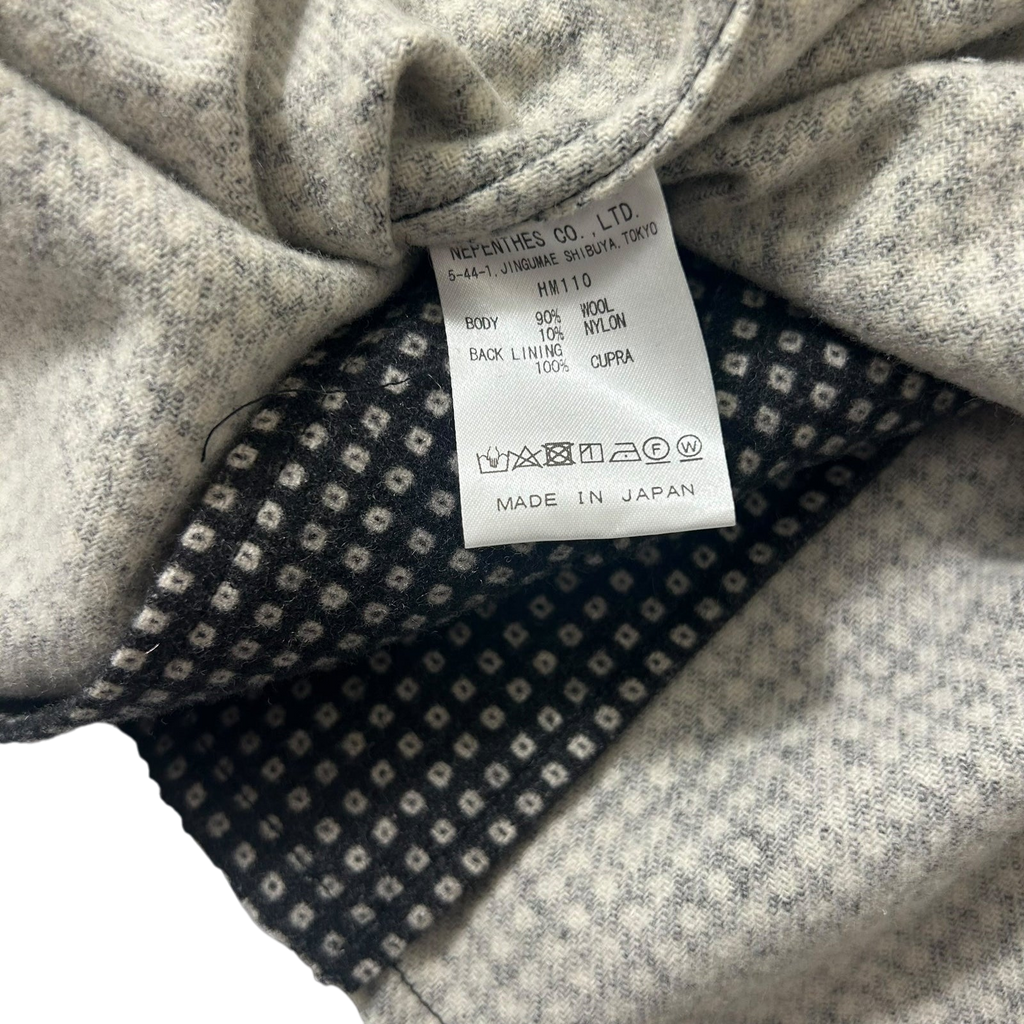 NEPENTHES CO.,LTD.
5-44-1, JINGUMAE SHIBUYA, TOKYO
HM110
BODY 90% WOOL
10% NYLON
BACK LINING
100% CUPRA
F W
MADE IN JAPAN